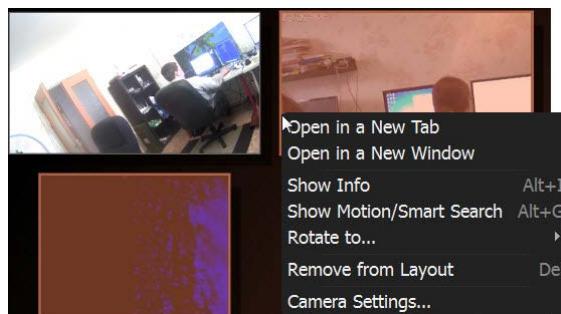 Open in a New Tab
Open in a New Window
Show Info Alt+I
Show Motion/Smart Search Alt+G
Rotate to...
Remove from Layout De
Camera Settings...